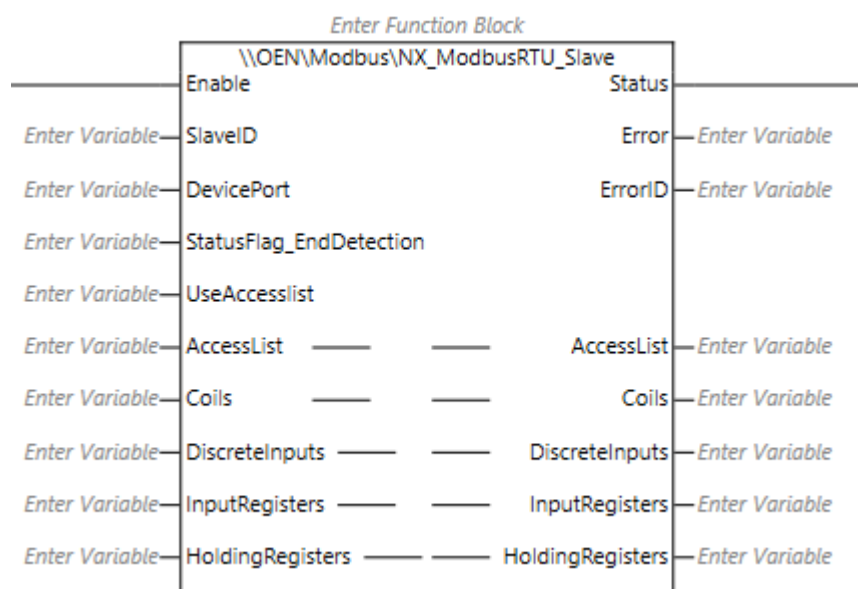 Enter Function Block
\\OEN\Modbus\NX_ModbusRTU_Slave
Enable Status
Enter Variable SlaveID Error Enter Variable
Enter Variable DevicePort ErrorID Enter Variable
Enter Variable StatusFlag_EndDetection
Enter Variable UseAccesslist
Enter Variable AccessList AccessList Enter Variable
Enter Variable Coils Coils Enter Variable
Enter Variable DiscreteInputs DiscreteInputs Enter Variable
Enter Variable InputRegisters InputRegisters Enter Variable
Enter Variable HoldingRegisters HoldingRegisters Enter Variable